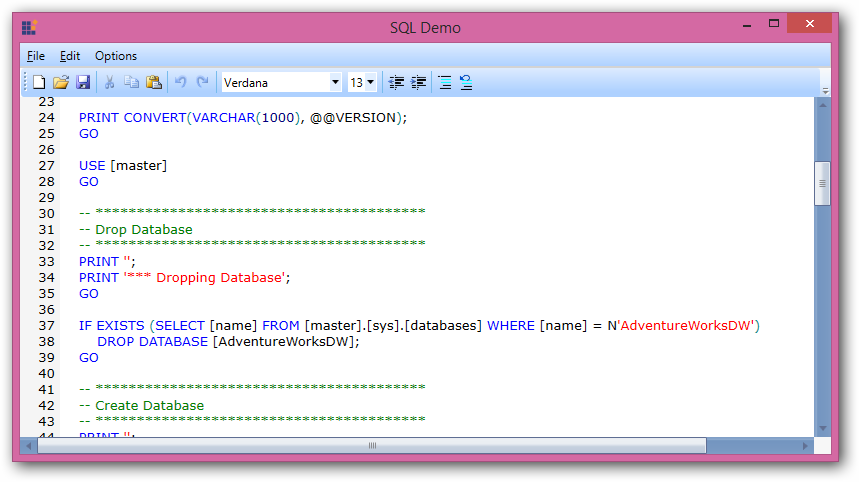 SQL Demo
File Edit Options
Verdana 13
23
24 PRINT CONVERT(VARCHAR(1000), @@VERSION);
25 GO
26
27 USE [master]
28 GO
29
30 -- ****************************************
31 -- Drop Database
32 -- ****************************************
33 PRINT '';
34 PRINT '*** Dropping Database';
35 GO
36
37 IF EXISTS (SELECT [name] FROM [master].[sys].[databases] WHERE [name] = N'AdventureWorksDW')
38 DROP DATABASE [AdventureWorksDW];
39 GO
40
41 -- ****************************************
42 -- Create Database
43 -- ****************************************
44 PRINT '';